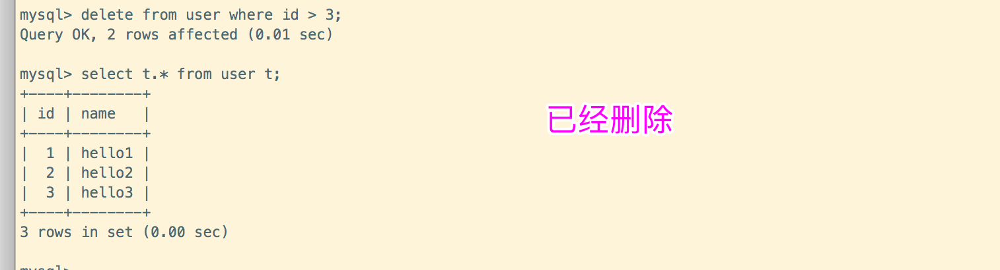 mysql> delete from user where id > 3;
Query OK, 2 rows affected (0.01 sec)
mysql> select t.* from user t;
+----+--------+
| id | name   |
+----+--------+
|  1 | hello1 |
|  2 | hello2 |
|  3 | hello3 |
+----+--------+
3 rows in set (0.00 sec)
mysql>
已经删除